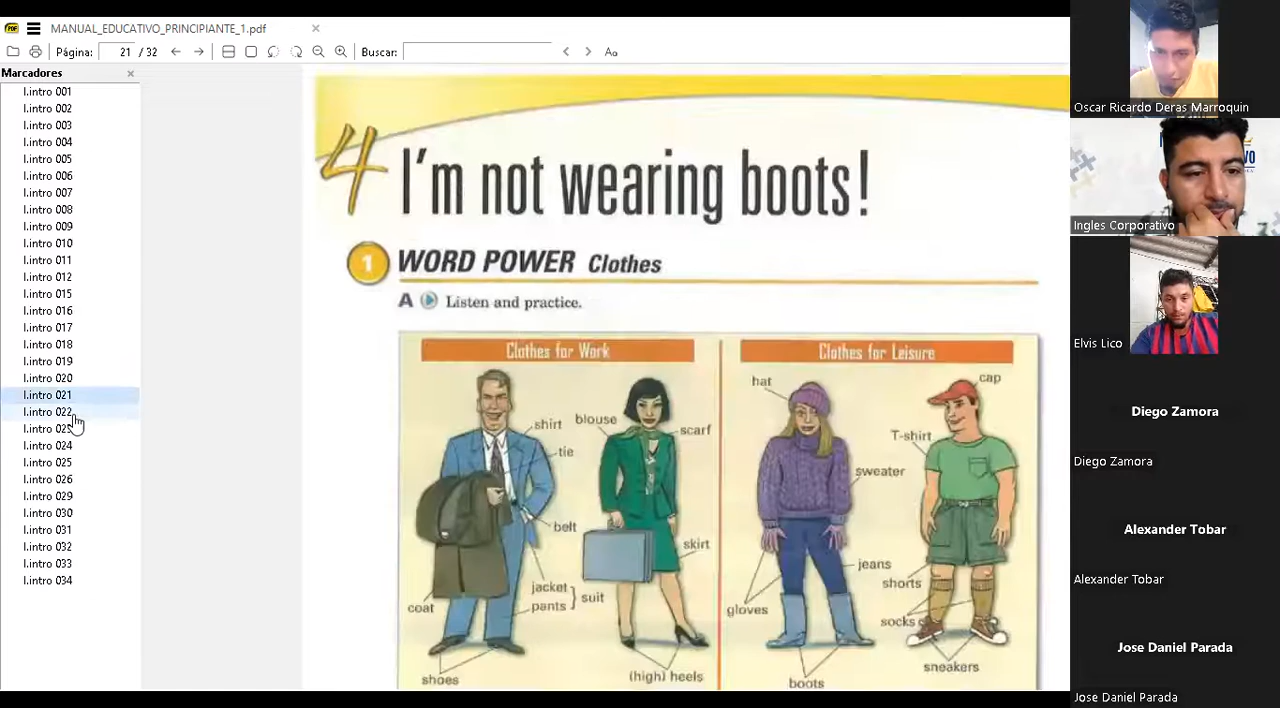 MANUAL_EDUCATIVO_PRINCIPIANTE_1.pdf
Página: 21 / 32
Buscar:
Marcadores
I.intro 001
I.intro 002
I.intro 003
I.intro 004
I.intro 005
I.intro 006
I.intro 007
I.intro 008
I.intro 009
I.intro 010
I.intro 011
I.intro 012
I.intro 015
I.intro 016
I.intro 017
I.intro 018
I.intro 019
I.intro 020
I.intro 021
I.intro 022
I.intro 024
I.intro 025
I.intro 026
I.intro 029
I.intro 030
I.intro 031
I.intro 032
I.intro 033
I.intro 034
4 I'm not wearing boots!
1 WORD POWER Clothes
A Listen and practice.
Clothes for Work
shirt
blouse
scarf
tie
belt
skirt
jacket
pants
suit
coat
shoes
(high) heels
Clothes for Leisure
hat
cap
T-shirt
sweater
jeans
shorts
gloves
socks
sneakers
boots
Oscar Ricardo Deras Marroquin
Ingles Corporativo
Elvis Lico
Diego Zamora
Diego Zamora
Alexander Tobar
Alexander Tobar
Jose Daniel Parada
Jose Daniel Parada